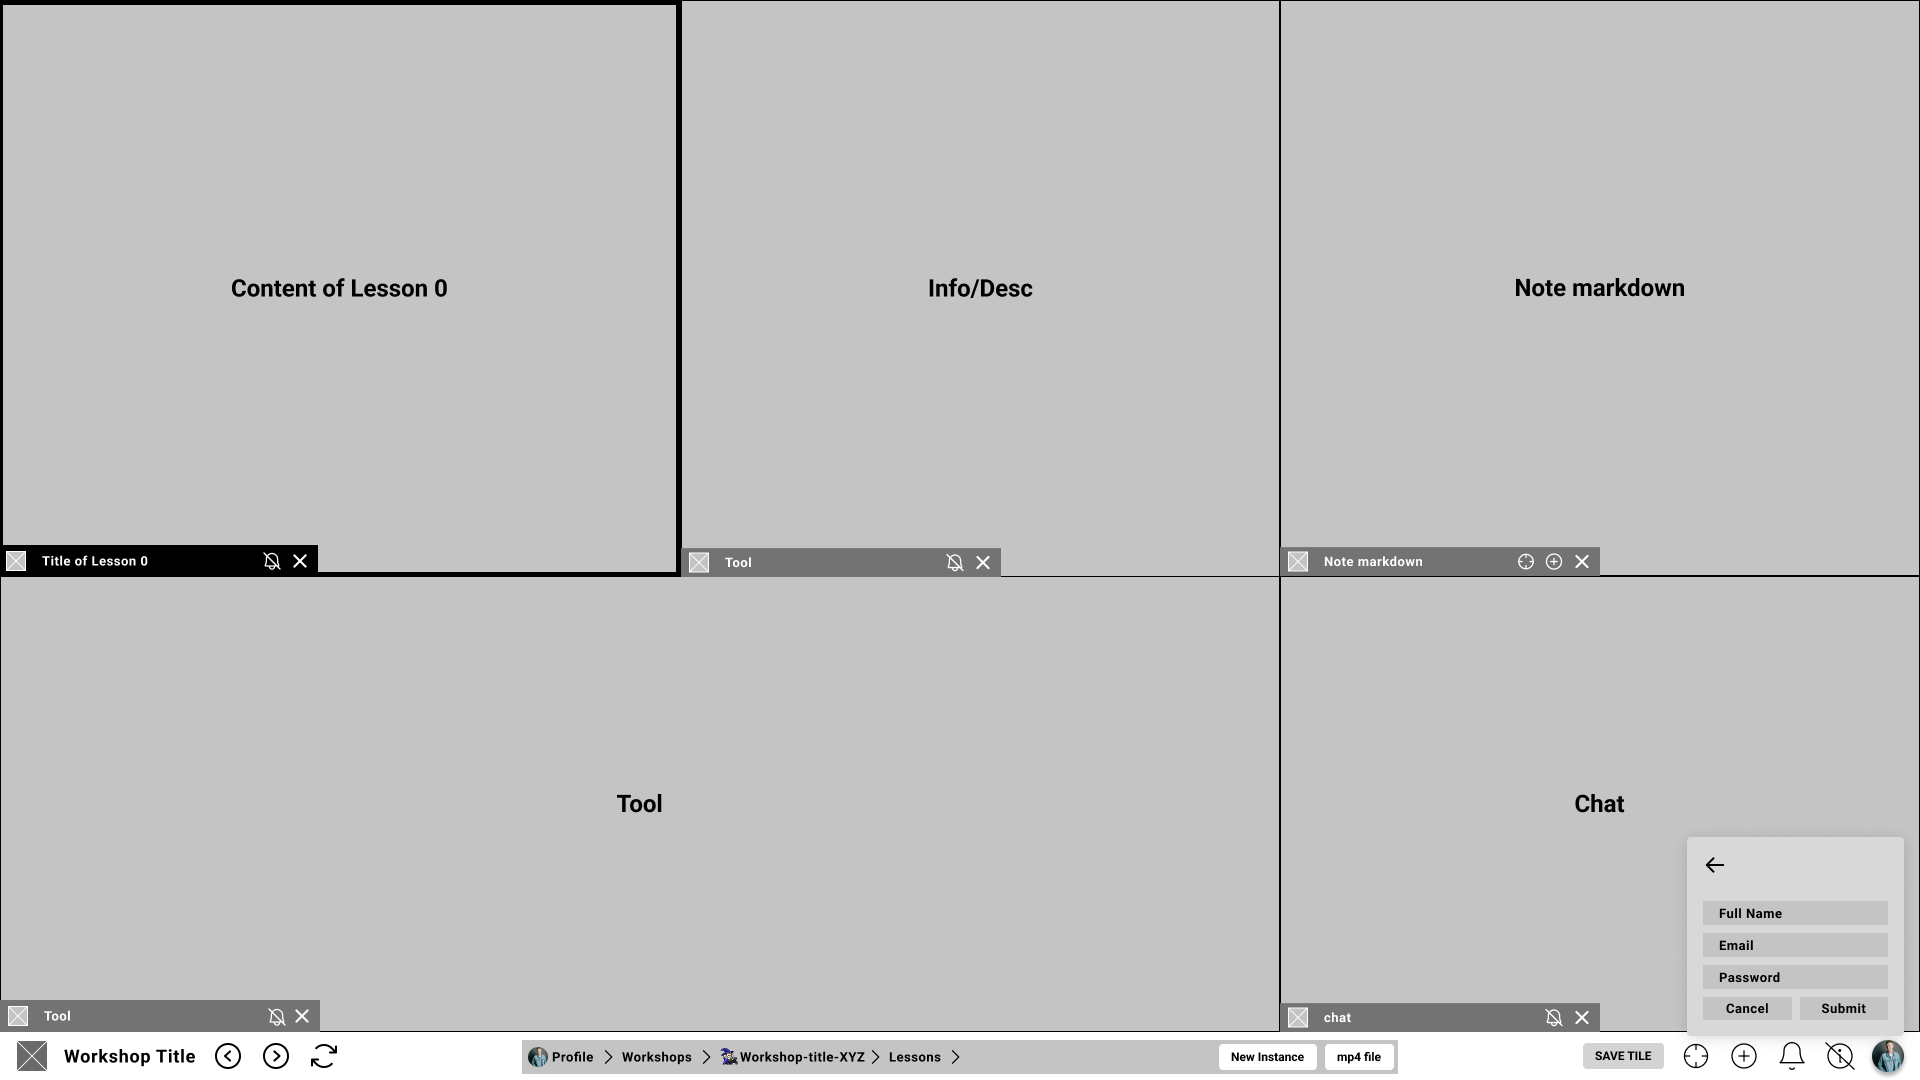 Content of Lesson 0
Info/Desc
Note markdown
Title of Lesson 0
Tool
Note markdown
Tool
Chat
Full Name
Email
Password
Cancel Submit
Tool
chat
Workshop Title
Profile Workshops Workshop-title-XYZ Lessons
New Instance
mp4 file
SAVE TILE